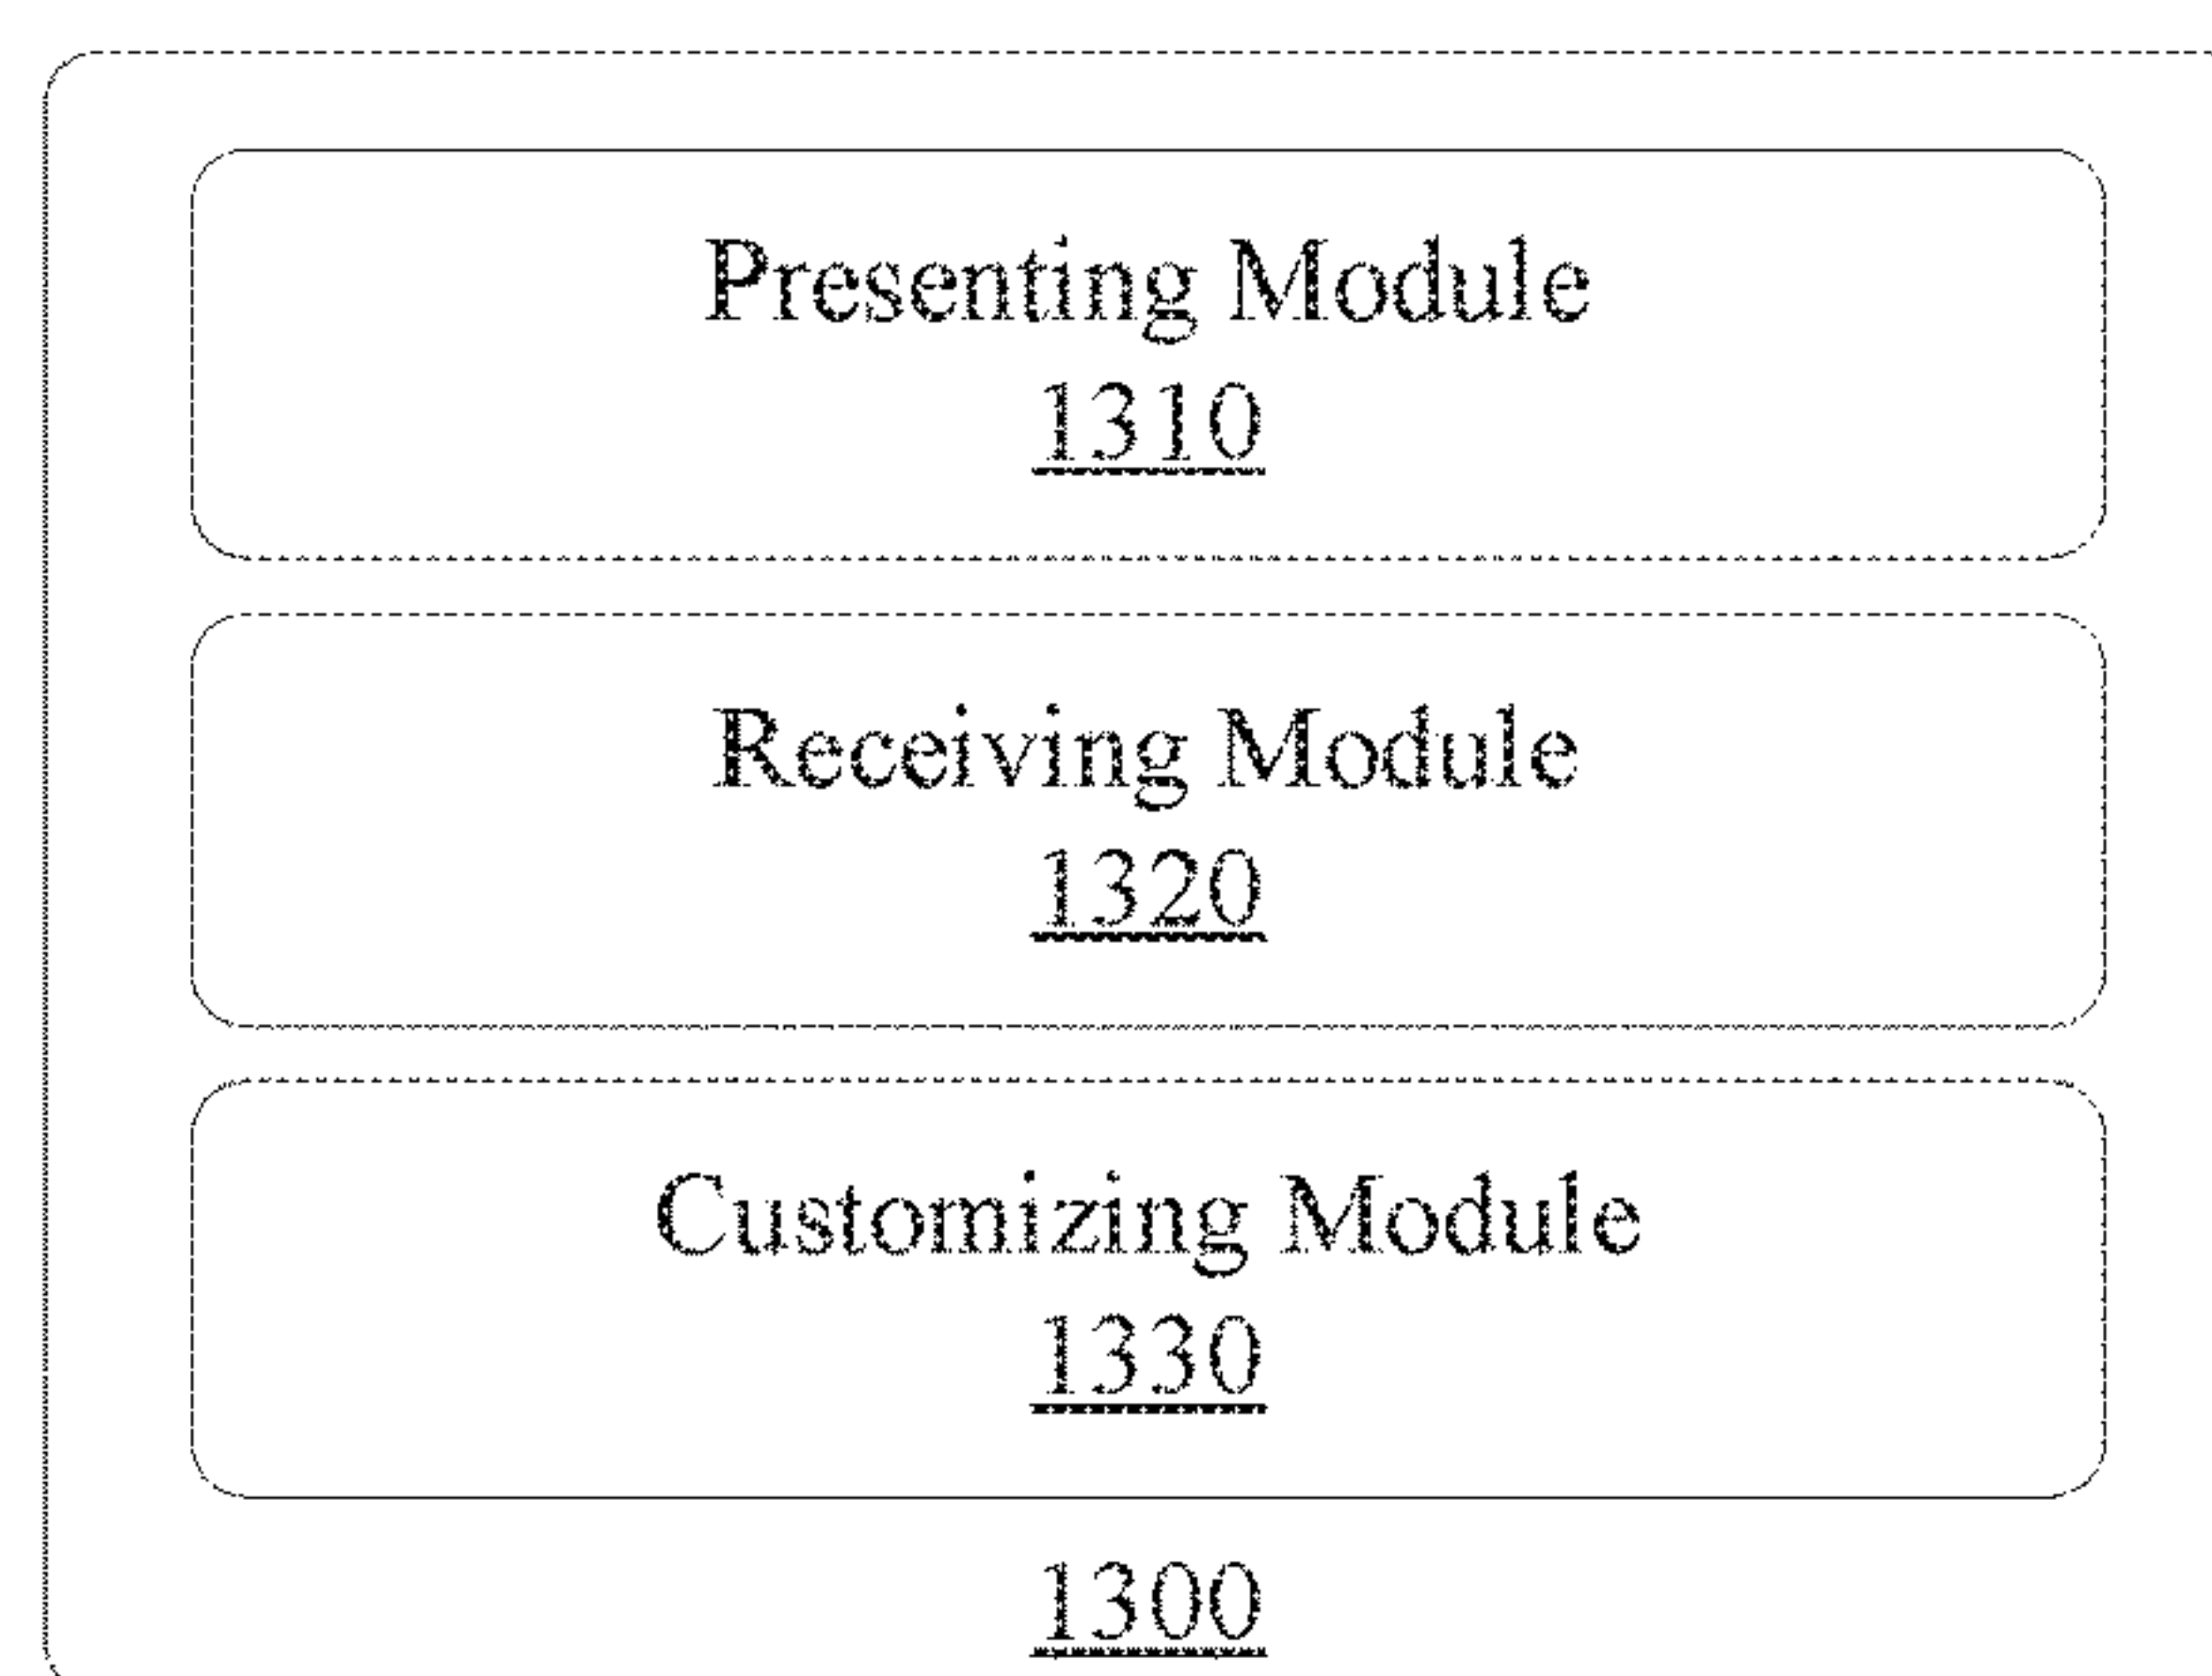 Presenting Module
1310
Receiving Module
1320
Customizing Module
1330
1300